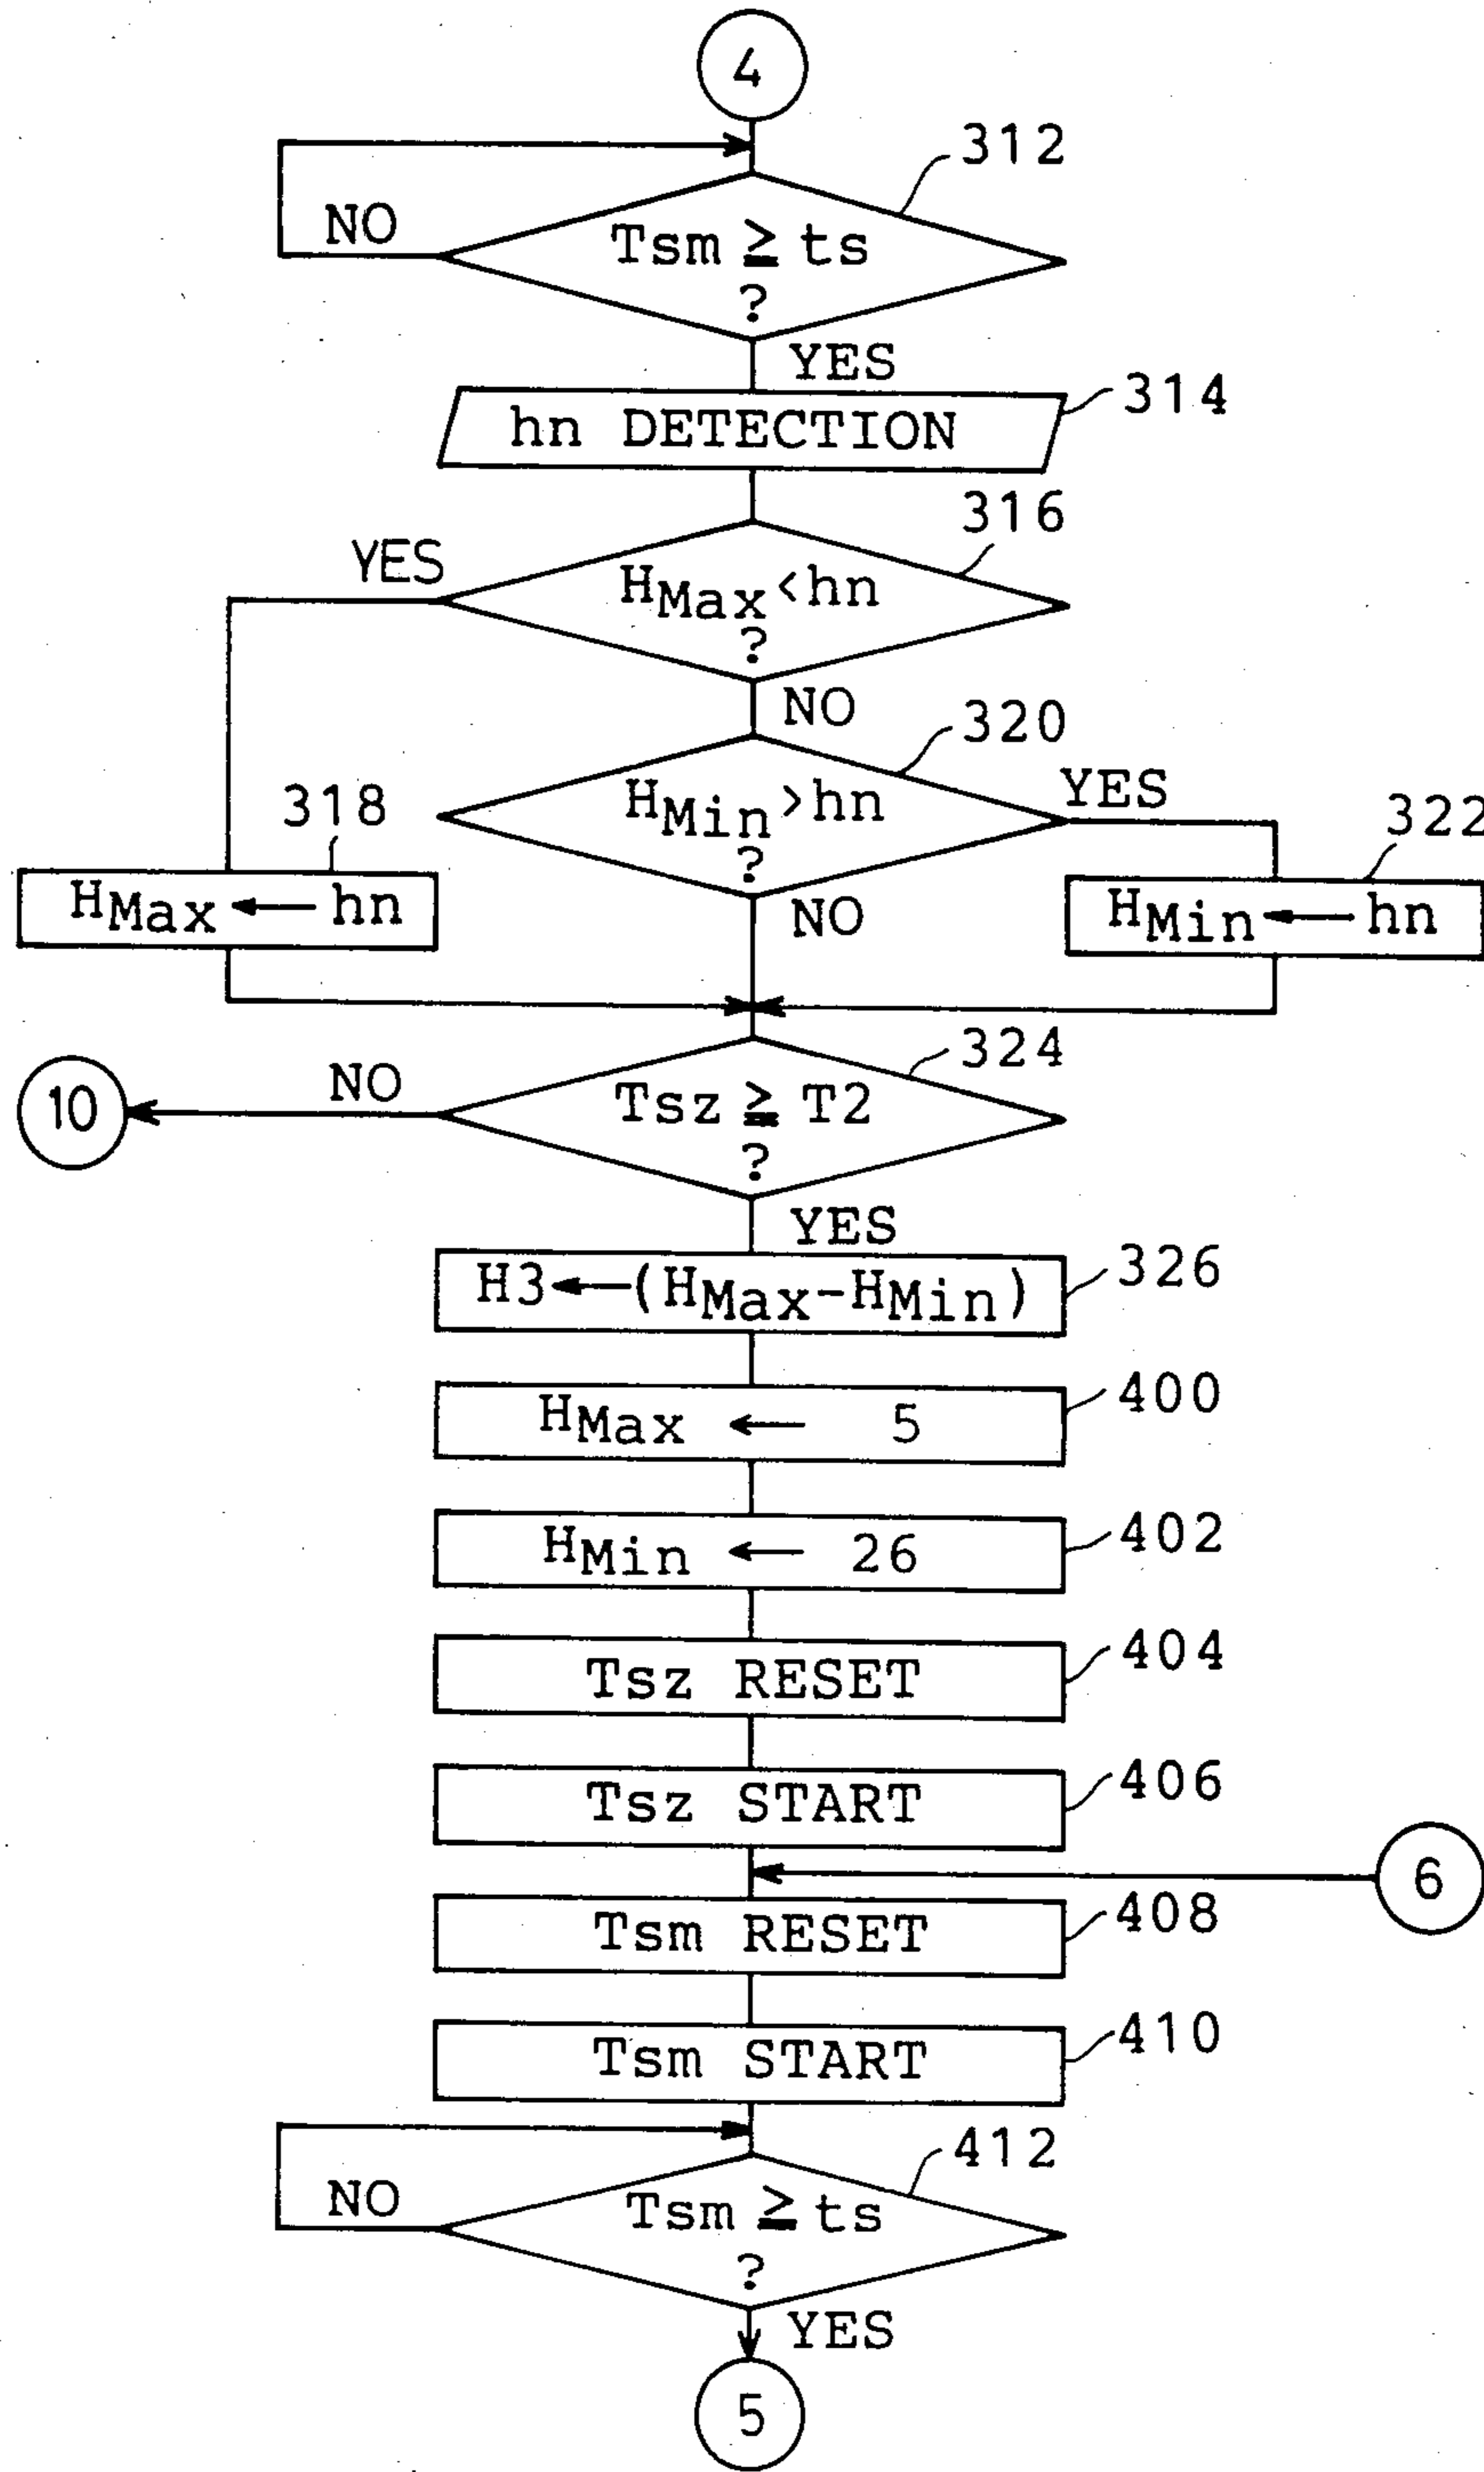 4
312
NO
Tsm ≧ ts
?
YES
314
hn DETECTION
316
YES
HMax<hn
?
NO
320
HMin>hn
?
YES
318
322
HMax ← hn
NO
HMin ← hn
324
10
NO
Tsz ≧ T2
?
YES
H3←(HMax-HMin)
326
HMax ← 5
400
HMin ← 26
402
Tsz RESET
404
Tsz START
406
6
Tsm RESET
408
Tsm START
410
412
NO
Tsm ≧ ts
?
YES
5